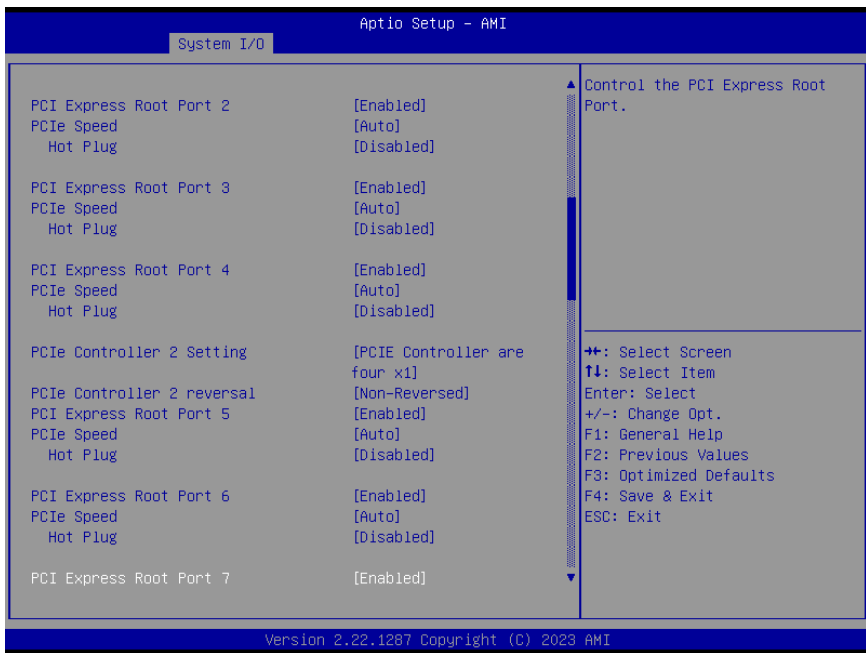 Aptio Setup – AMI
System I/O
PCI Express Root Port 2 [Enabled]
PCIe Speed [Auto]
Hot Plug [Disabled]
PCI Express Root Port 3 [Enabled]
PCIe Speed [Auto]
Hot Plug [Disabled]
PCI Express Root Port 4 [Enabled]
PCIe Speed [Auto]
Hot Plug [Disabled]
PCIe Controller 2 Setting [PCIE Controller are
four x1]
PCIe Controller 2 reversal [Non-Reversed]
PCI Express Root Port 5 [Enabled]
PCIe Speed [Auto]
Hot Plug [Disabled]
PCI Express Root Port 6 [Enabled]
PCIe Speed [Auto]
Hot Plug [Disabled]
PCI Express Root Port 7 [Enabled]
Control the PCI Express Root
Port.
→←: Select Screen
↑↓: Select Item
Enter: Select
+/-: Change Opt.
F1: General Help
F2: Previous Values
F3: Optimized Defaults
F4: Save & Exit
ESC: Exit
Version 2.22.1287 Copyright (C) 2023 AMI